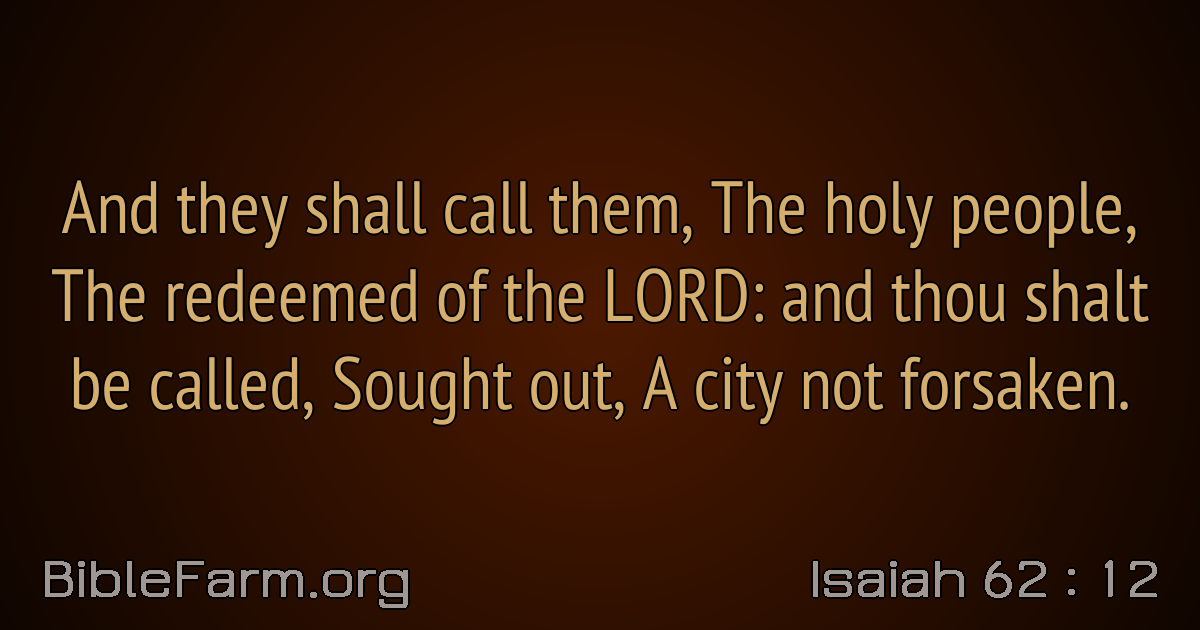 And they shall call them, The holy people,
The redeemed of the LORD: and thou shalt
be called, Sought out, A city not forsaken.
BibleFarm.org
Isaiah 62 : 12